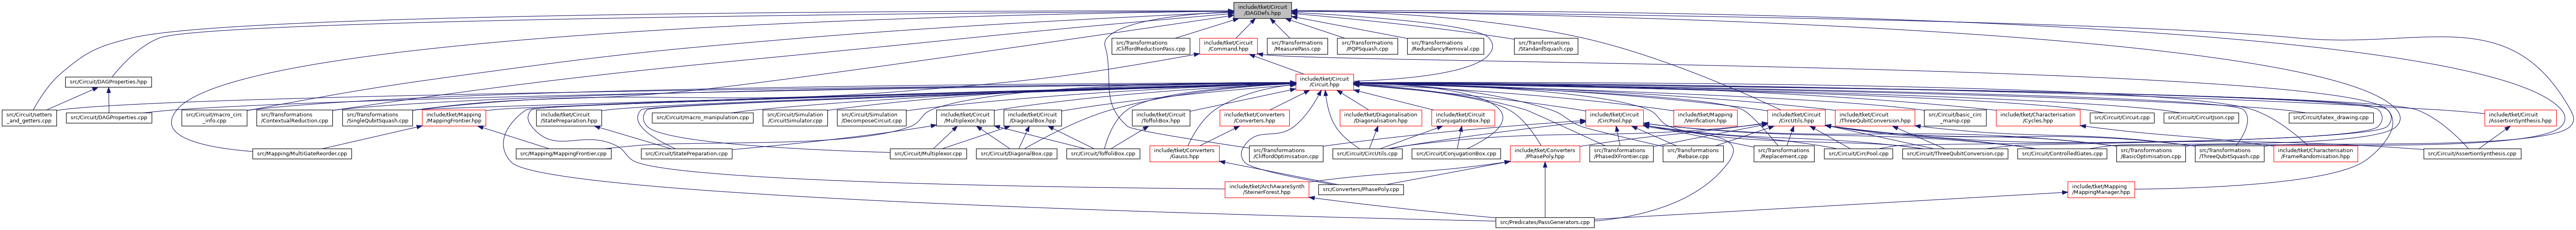 include/tket/Circuit
/DAGDefs.hpp
src/Transformations
/CliffordReductionPass.cpp
include/tket/Circuit
/Command.hpp
src/Transformations
/MeasurePass.cpp
src/Transformations
/PQPSquash.cpp
src/Transformations
/RedundancyRemoval.cpp
src/Transformations
/StandardSquash.cpp
src/Circuit/DAGProperties.hpp
include/tket/Circuit
/Circuit.hpp
src/Circuit/setters
_and_getters.cpp
src/Circuit/DAGProperties.cpp
src/Circuit/macro_circ
_info.cpp
src/Transformations
/ContextualReduction.cpp
src/Transformations
/SingleQubitSquash.cpp
include/tket/Mapping
/MappingFrontier.hpp
include/tket/Circuit
/StatePreparation.hpp
src/Circuit/macro_manipulation.cpp
src/Circuit/Simulation
/CircuitSimulator.cpp
src/Circuit/Simulation
/DecomposeCircuit.cpp
include/tket/Circuit
/Multiplexor.hpp
include/tket/Circuit
/DiagonalBox.hpp
include/tket/Circuit
/ToffoliBox.hpp
include/tket/Converters
/Converters.hpp
include/tket/Diagonalisation
/Diagonalisation.hpp
include/tket/Circuit
/ConjugationBox.hpp
include/tket/Circuit
/CircPool.hpp
include/tket/Mapping
/Verification.hpp
include/tket/Circuit
/CircUtils.hpp
include/tket/Circuit
/ThreeQubitConversion.hpp
src/Circuit/basic_circ
_manip.cpp
include/tket/Characterisation
/Cycles.hpp
src/Circuit/Circuit.cpp
src/Circuit/CircuitJson.cpp
src/Circuit/latex_drawing.cpp
include/tket/Circuit
/AssertionSynthesis.hpp
src/Mapping/MultiGateReorder.cpp
src/Mapping/MappingFrontier.cpp
src/Circuit/StatePreparation.cpp
src/Circuit/Multiplexor.cpp
src/Circuit/DiagonalBox.cpp
src/Circuit/ToffoliBox.cpp
include/tket/Converters
/Gauss.hpp
src/Transformations
/CliffordOptimisation.cpp
src/Circuit/CircUtils.cpp
src/Circuit/ConjugationBox.cpp
include/tket/Converters
/PhasePoly.hpp
src/Transformations
/PhasedXFrontier.cpp
src/Transformations
/Rebase.cpp
src/Transformations
/Replacement.cpp
src/Circuit/CircPool.cpp
src/Circuit/ThreeQubitConversion.cpp
src/Circuit/ControlledGates.cpp
src/Transformations
/BasicOptimisation.cpp
src/Transformations
/ThreeQubitSquash.cpp
include/tket/Characterisation
/FrameRandomisation.hpp
src/Circuit/AssertionSynthesis.cpp
include/tket/ArchAwareSynth
/SteinerForest.hpp
src/Converters/PhasePoly.cpp
include/tket/Mapping
/MappingManager.hpp
src/Predicates/PassGenerators.cpp